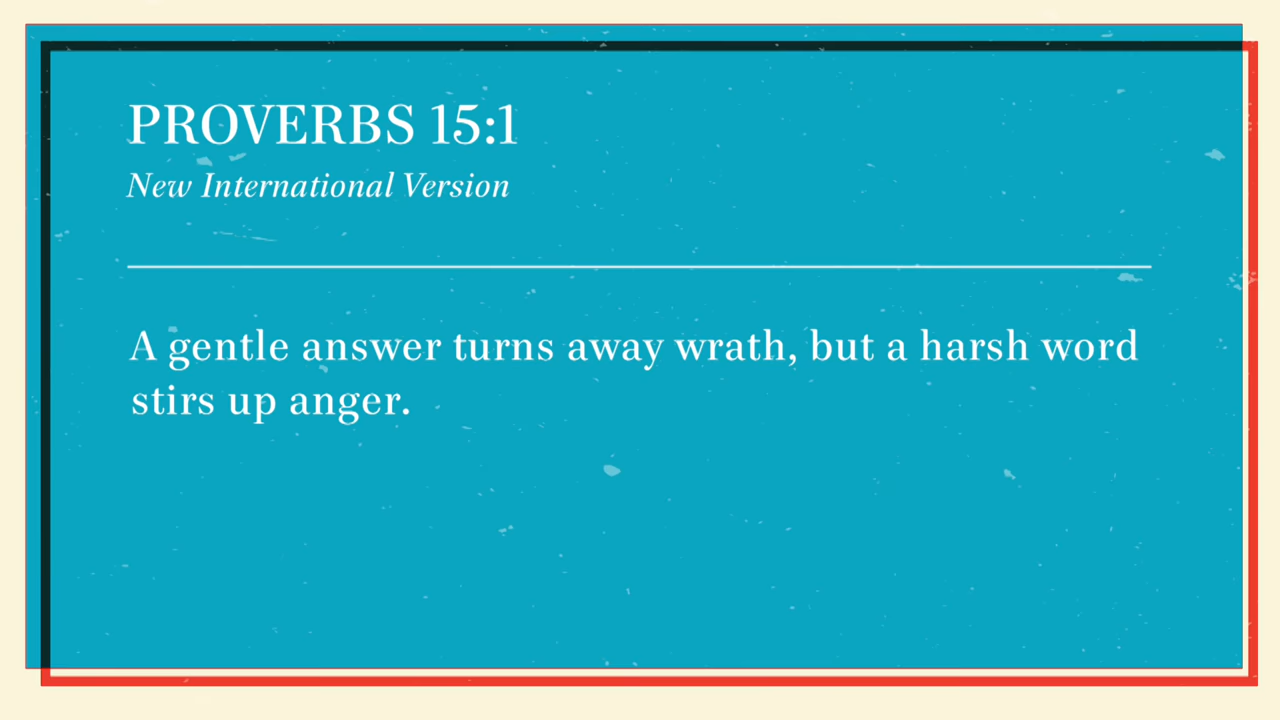 PROVERBS 15:1
New International Version
A gentle answer turns away wrath, but a harsh word
stirs up anger.